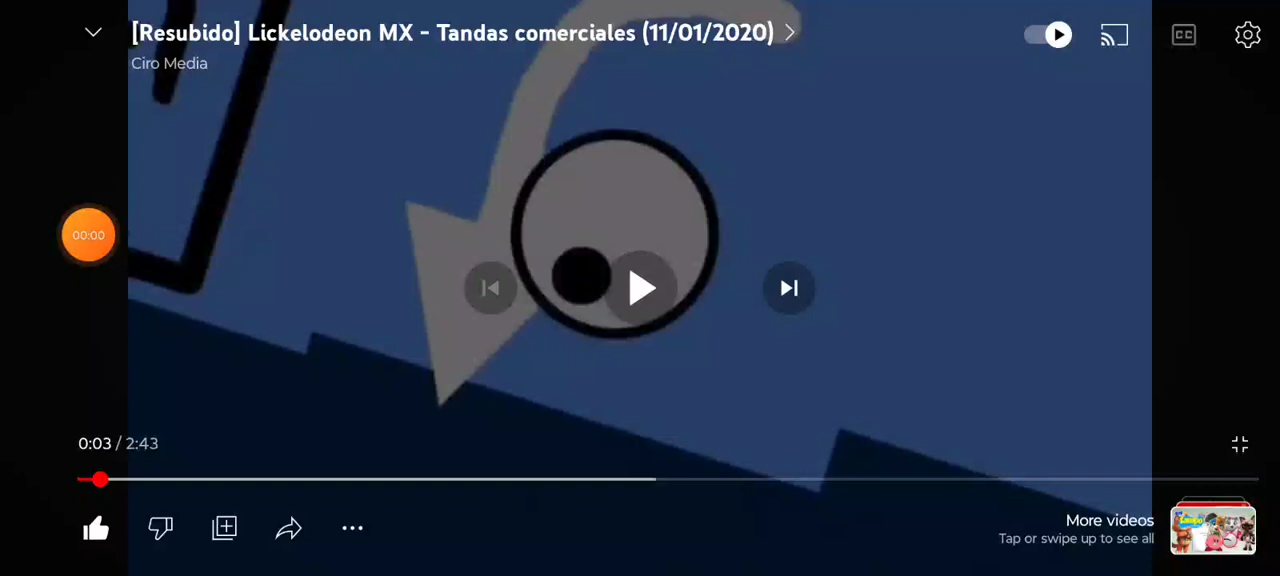 [Resubido] Lickelodeon MX - Tandas comerciales (11/01/2020)
Ciro Media
CC
00:00
0:03 / 2:43
More videos
Tap or swipe up to see all